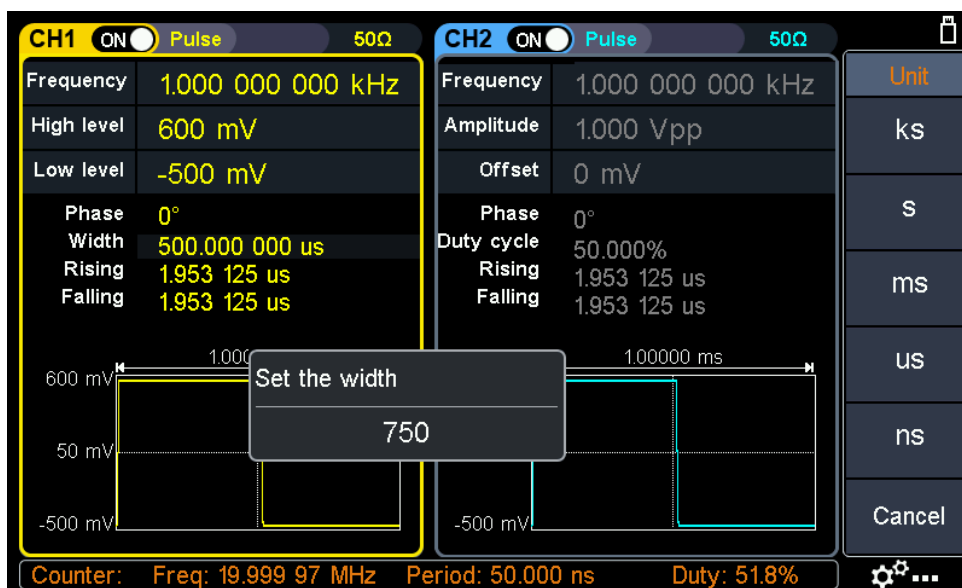 CH1 ON Pulse 50Ω
Frequency 1.000 000 000 kHz
High level 600 mV
Low level -500 mV
Phase 0°
Width 500.000 000 us
Rising 1.953 125 us
Falling 1.953 125 us
1.000
600 mV
50 mV
-500 mV
CH2 ON Pulse 50Ω
Frequency 1.000 000 000 kHz
Amplitude 1.000 Vpp
Offset 0 mV
Phase 0°
Duty cycle 50.000%
Rising 1.953 125 us
Falling 1.953 125 us
1.00000 ms
-500 mV
Set the width
750
Unit
ks
s
ms
us
ns
Cancel
Counter: Freq: 19.999 97 MHz Period: 50.000 ns Duty: 51.8%